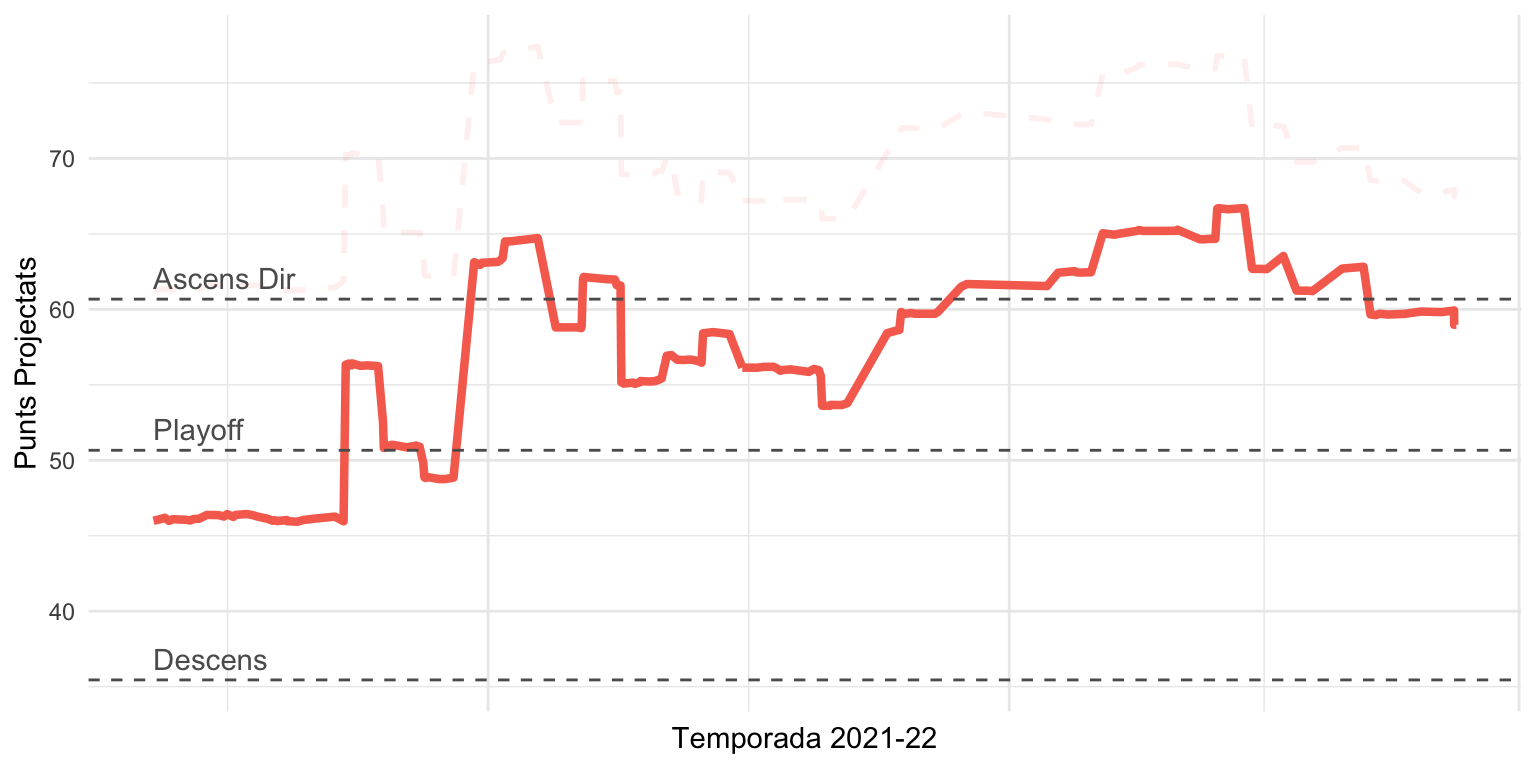 Punts Projectats
70
60
50
40
Ascens Dir
Playoff
Descens
Temporada 2021-22